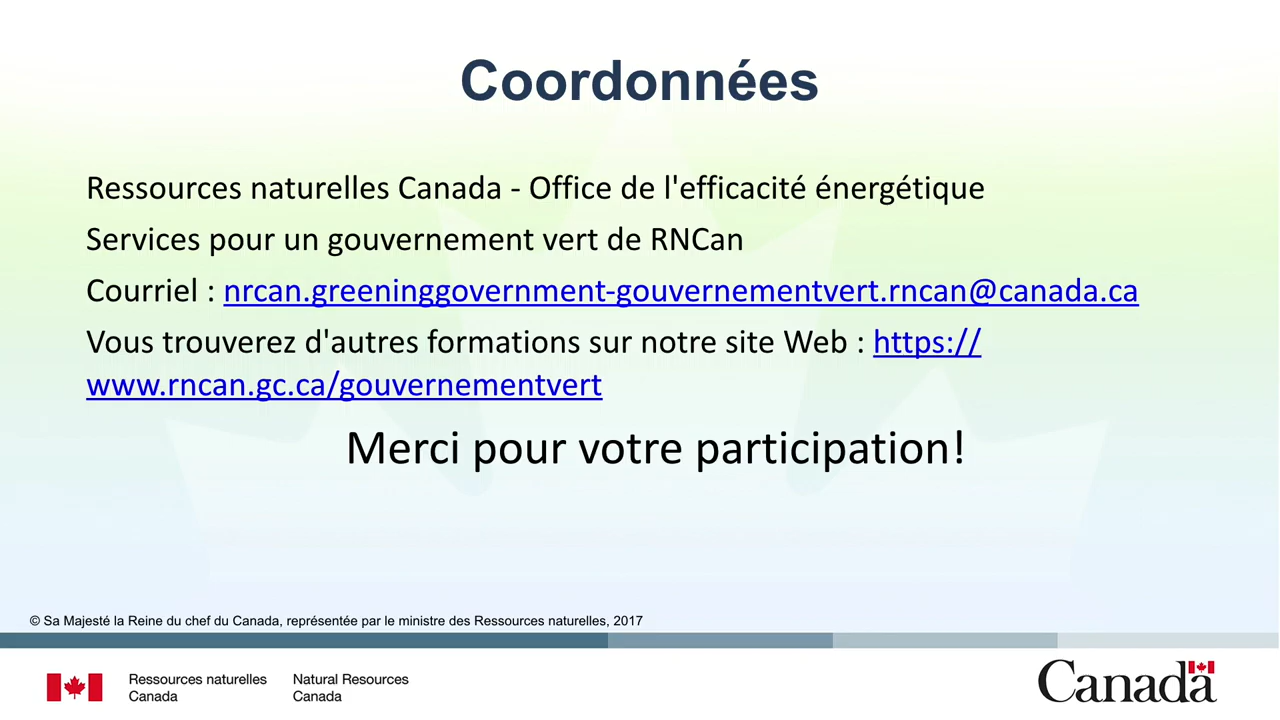 Coordonnées
Ressources naturelles Canada - Office de l'efficacité énergétique
Services pour un gouvernement vert de RNCan
Courriel : nrcan.greeninggovernment-gouvernementvert.rncan@canada.ca
Vous trouverez d'autres formations sur notre site Web : https://
www.rncan.gc.ca/gouvernementvert
Merci pour votre participation!
© Sa Majesté la Reine du chef du Canada, représentée par le ministre des Ressources naturelles, 2017
Ressources naturelles
Canada
Natural Resources
Canada
Canada